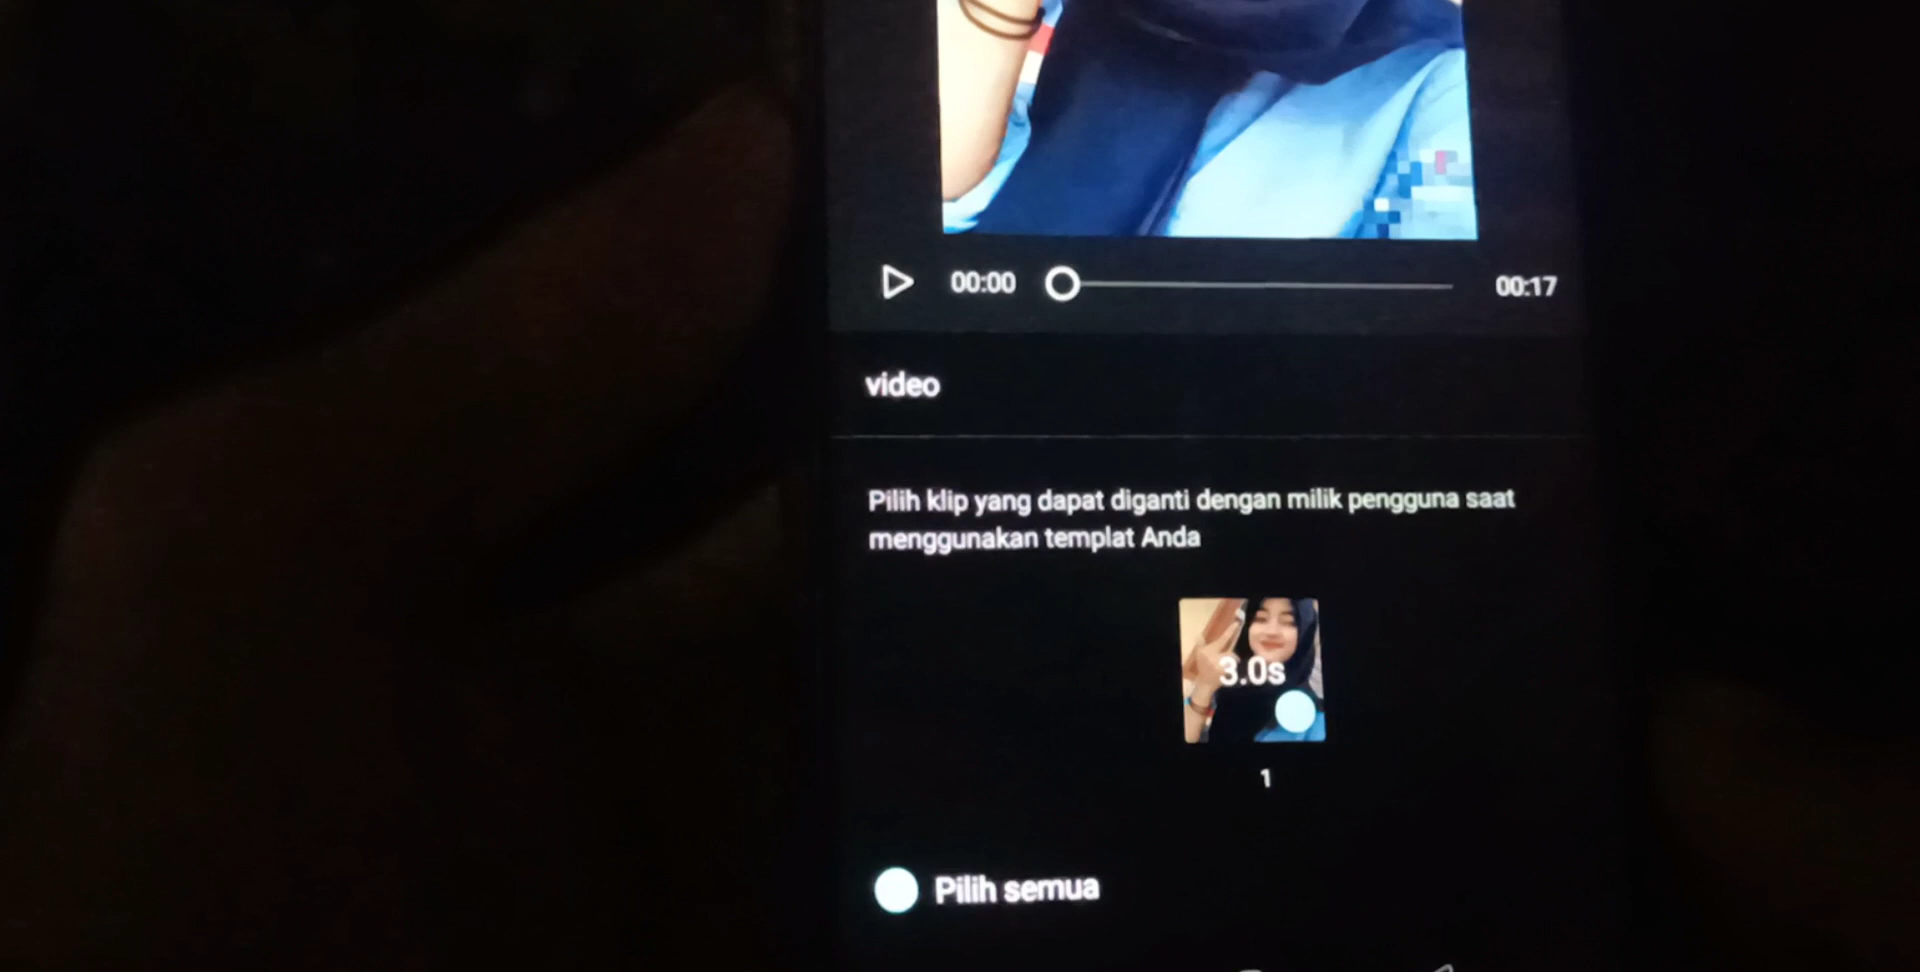 00:00
00:17
video
Pilih klip yang dapat diganti dengan milik pengguna saat
menggunakan templat Anda
3.0s
1
Pilih semua